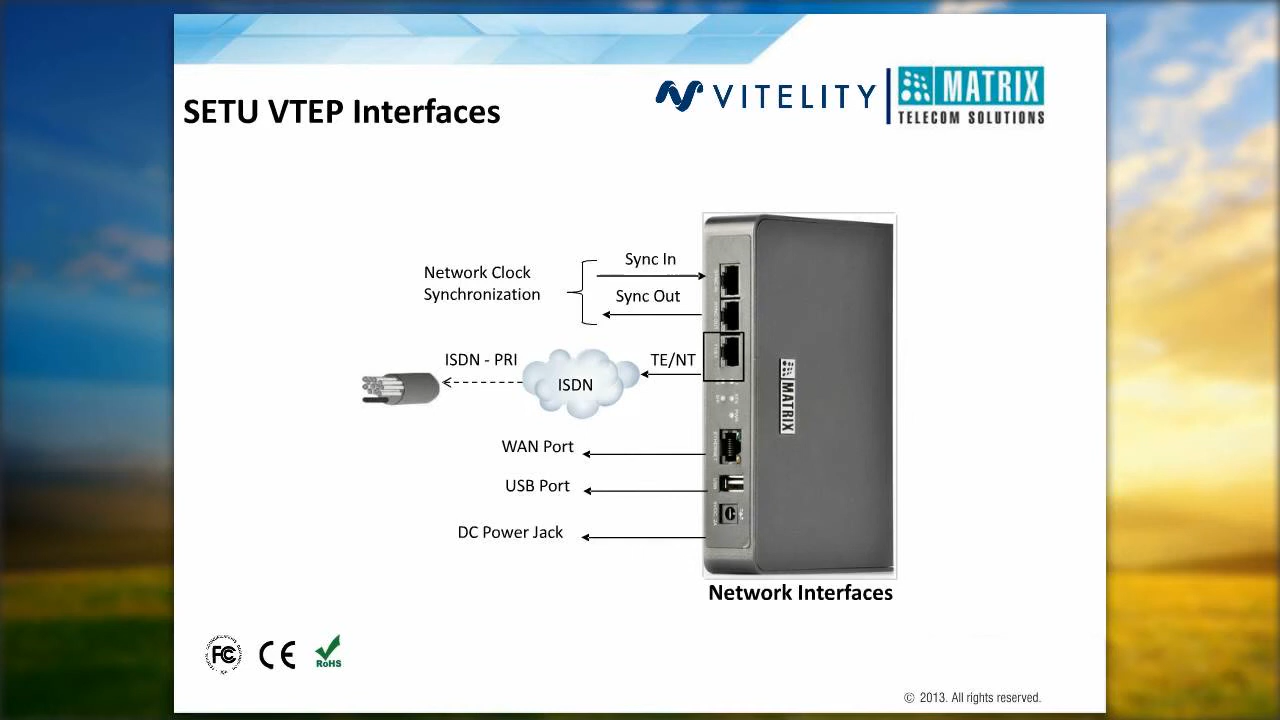 VITELITY
MATRIX
TELECOM SOLUTIONS
SETU VTEP Interfaces
Sync In
Network Clock
Synchronization
Sync Out
ISDN - PRI
ISDN
TE/NT
MATRIX
WAN Port
USB Port
DC Power Jack
Network Interfaces
FC
CE
RoHS
© 2013. All rights reserved.